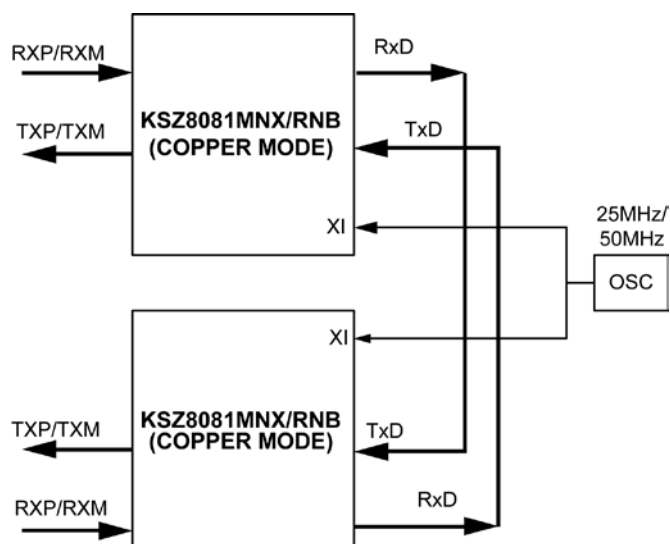 RXP/RXM
RxD
KSZ8081MNX/RNB
(COPPER MODE)
TXP/TXM
TxD
XI
25MHz/
50MHz
OSC
XI
KSZ8081MNX/RNB
(COPPER MODE)
TXP/TXM
TxD
RXP/RXM
RxD